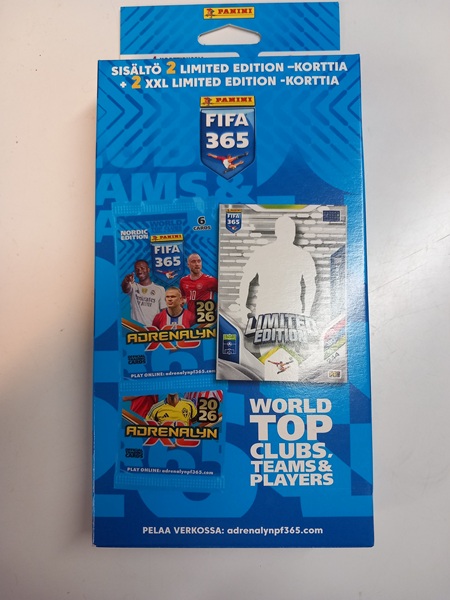 PANINI
SISÄLTÖ 2 LIMITED EDITION –KORTTIA
+ 2 XXL LIMITED EDITION -KORTTIA
PANINI
FIFA
365
NORDIC
EDITION
6
CARDS
PANINI
FIFA
365
2026
ADRENALYN
XL
PLAY ONLINE: adrenalynpf365.com
2026
ADRENALYN
XL
PLAY ONLINE: adrenalynpf365.com
FIFA
365
LIMITED
EDITION
WORLD
TOP
CLUBS,
TEAMS &
PLAYERS
PELAA VERKOSSA: adrenalynpf365.com